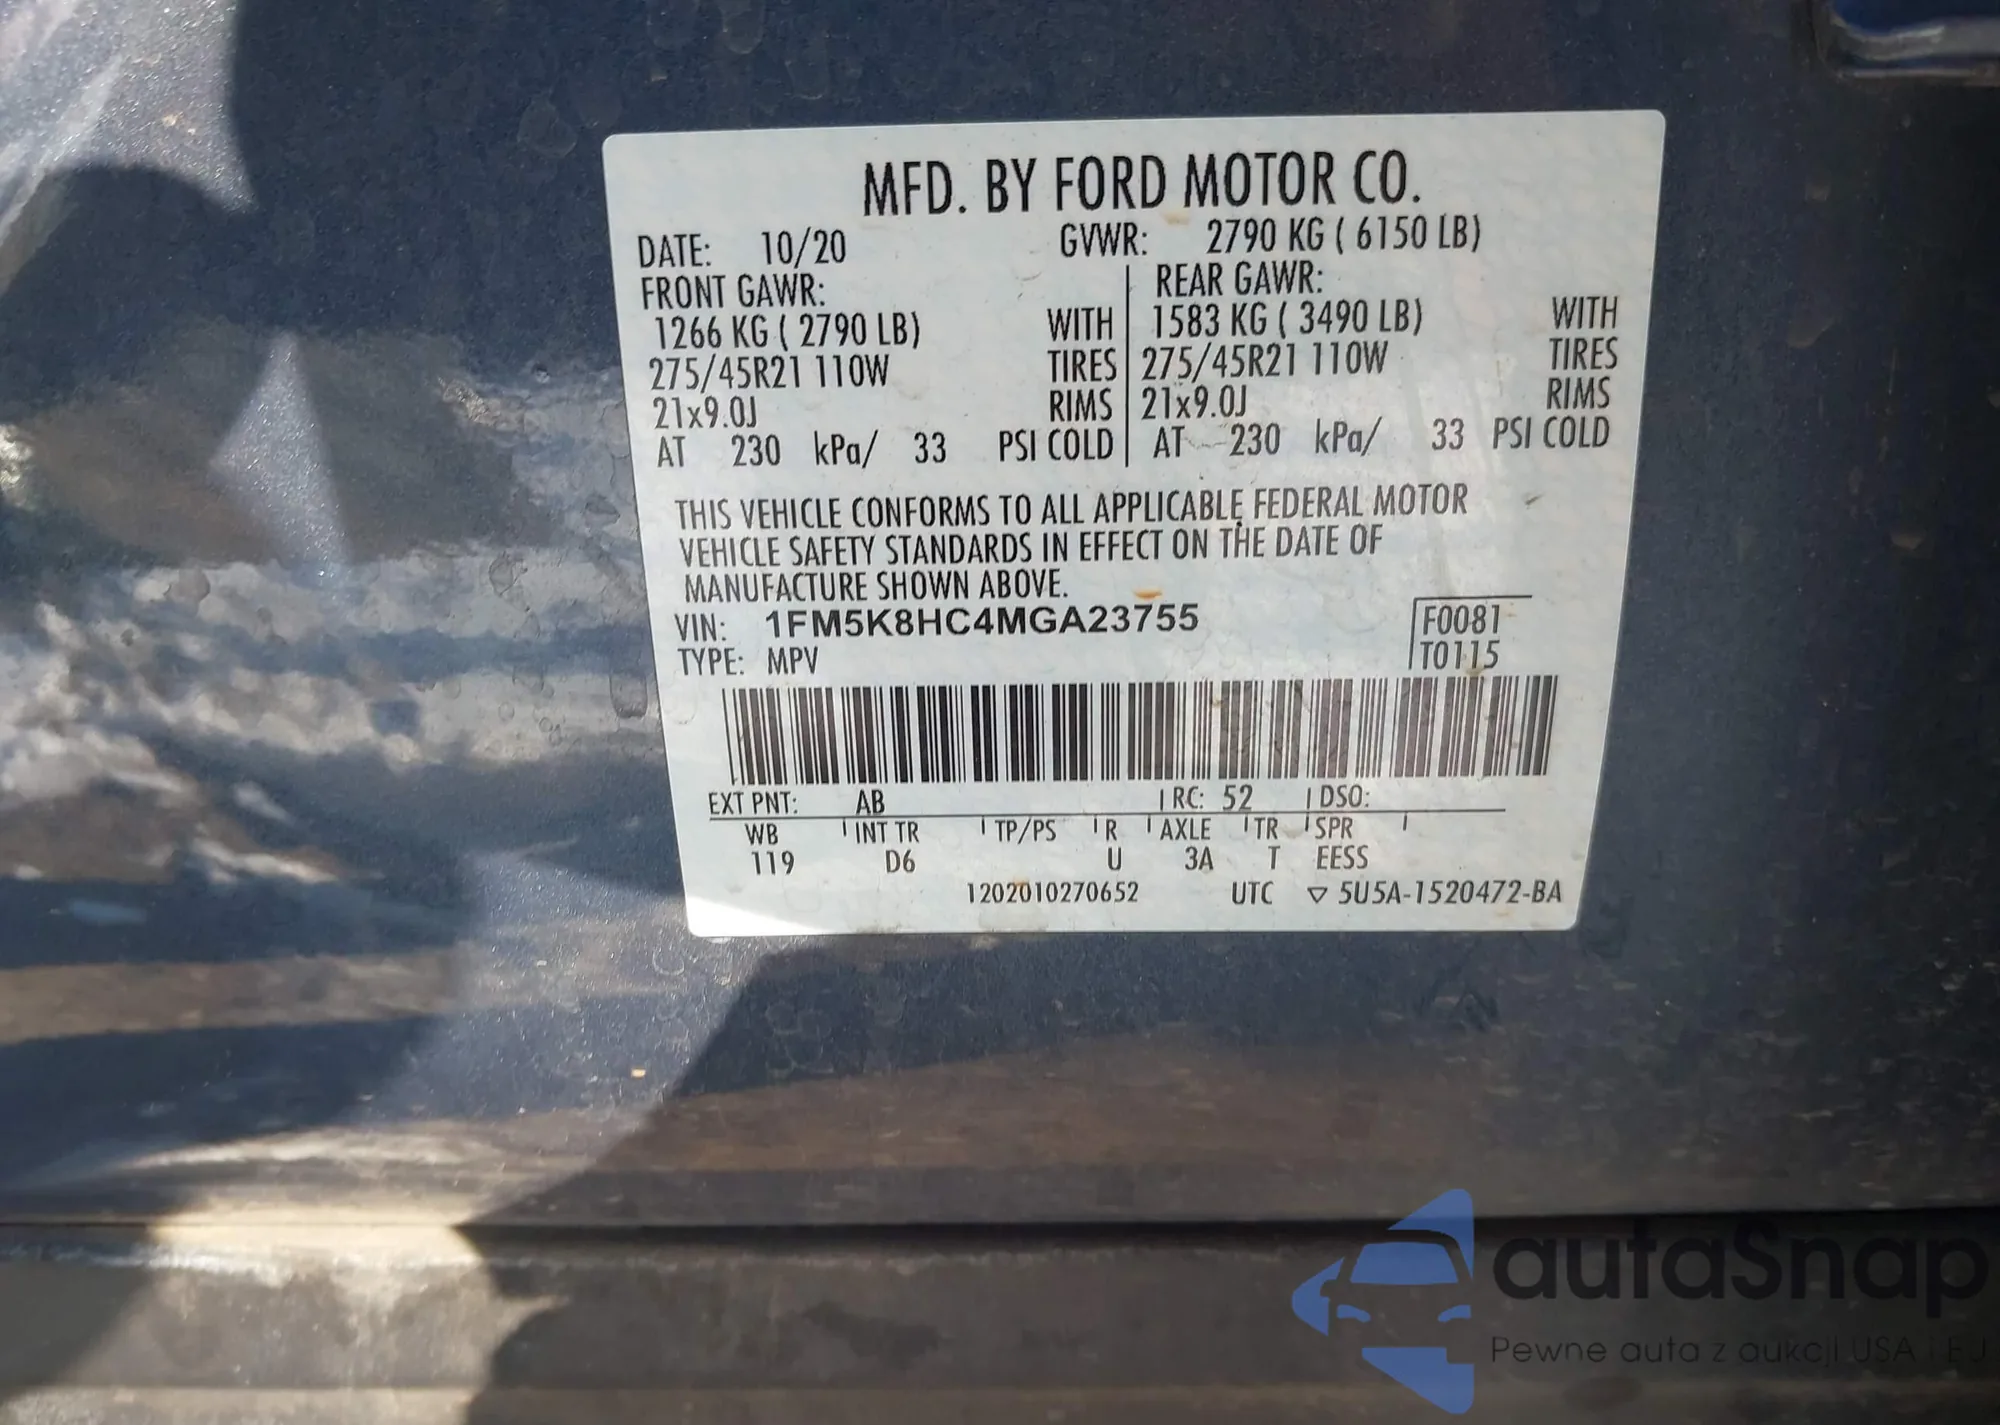 MFD. BY FORD MOTOR CO.
DATE: 10/20 GVWR: 2790 KG ( 6150 LB)
FRONT GAWR: REAR GAWR:
1266 KG ( 2790 LB) WITH 1583 KG ( 3490 LB) WITH
275/45R21 110W TIRES 275/45R21 110W TIRES
21x9.0J RIMS 21x9.0J RIMS
AT 230 kPa/ 33 PSI COLD AT 230 kPa/ 33 PSI COLD
THIS VEHICLE CONFORMS TO ALL APPLICABLE FEDERAL MOTOR
VEHICLE SAFETY STANDARDS IN EFFECT ON THE DATE OF
MANUFACTURE SHOWN ABOVE.
VIN: 1FM5K8HC4MGA23755 F0081
TYPE: MPV T0115
EXT PNT: AB RC: 52 DSO:
WB INT TR TP/PS R AXLE TR SPR
119 D6 U 3A T EESS
1202010270652 UTC ▽ 5U5A-1520472-BA
autaSnap
Pewne auta z aukcji USA i EJ